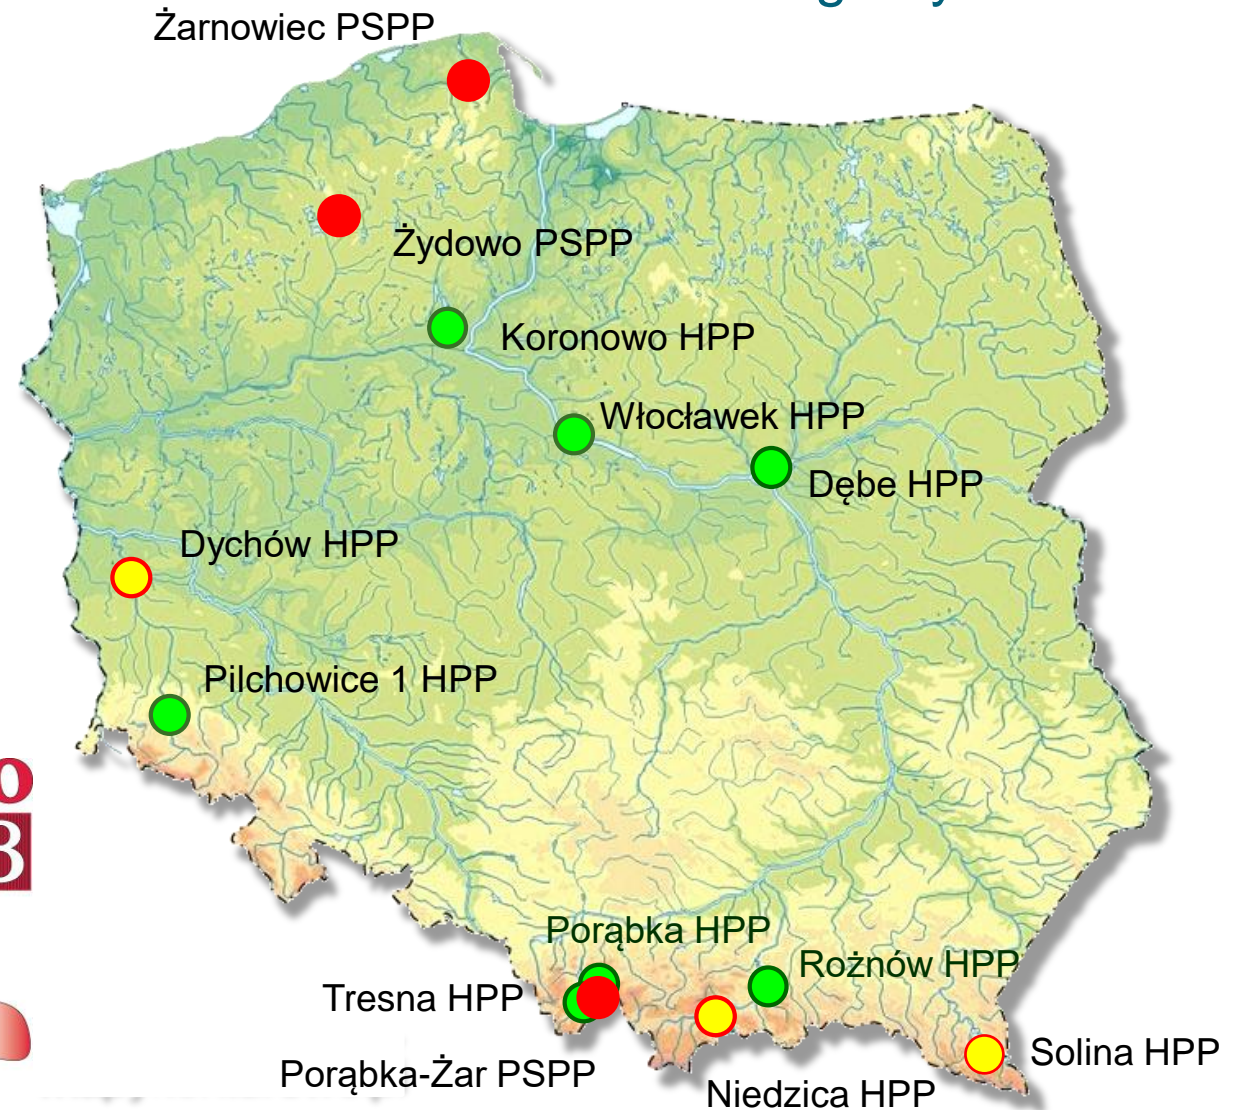 Żarnowiec PSPP
Żydowo PSPP
Koronowo HPP
Włocławek HPP
Dębe HPP
Dychów HPP
Pilchowice 1 HPP
Porąbka HPP
Rożnów HPP
Tresna HPP
Solina HPP
Porąbka-Żar PSPP
Niedzica HPP